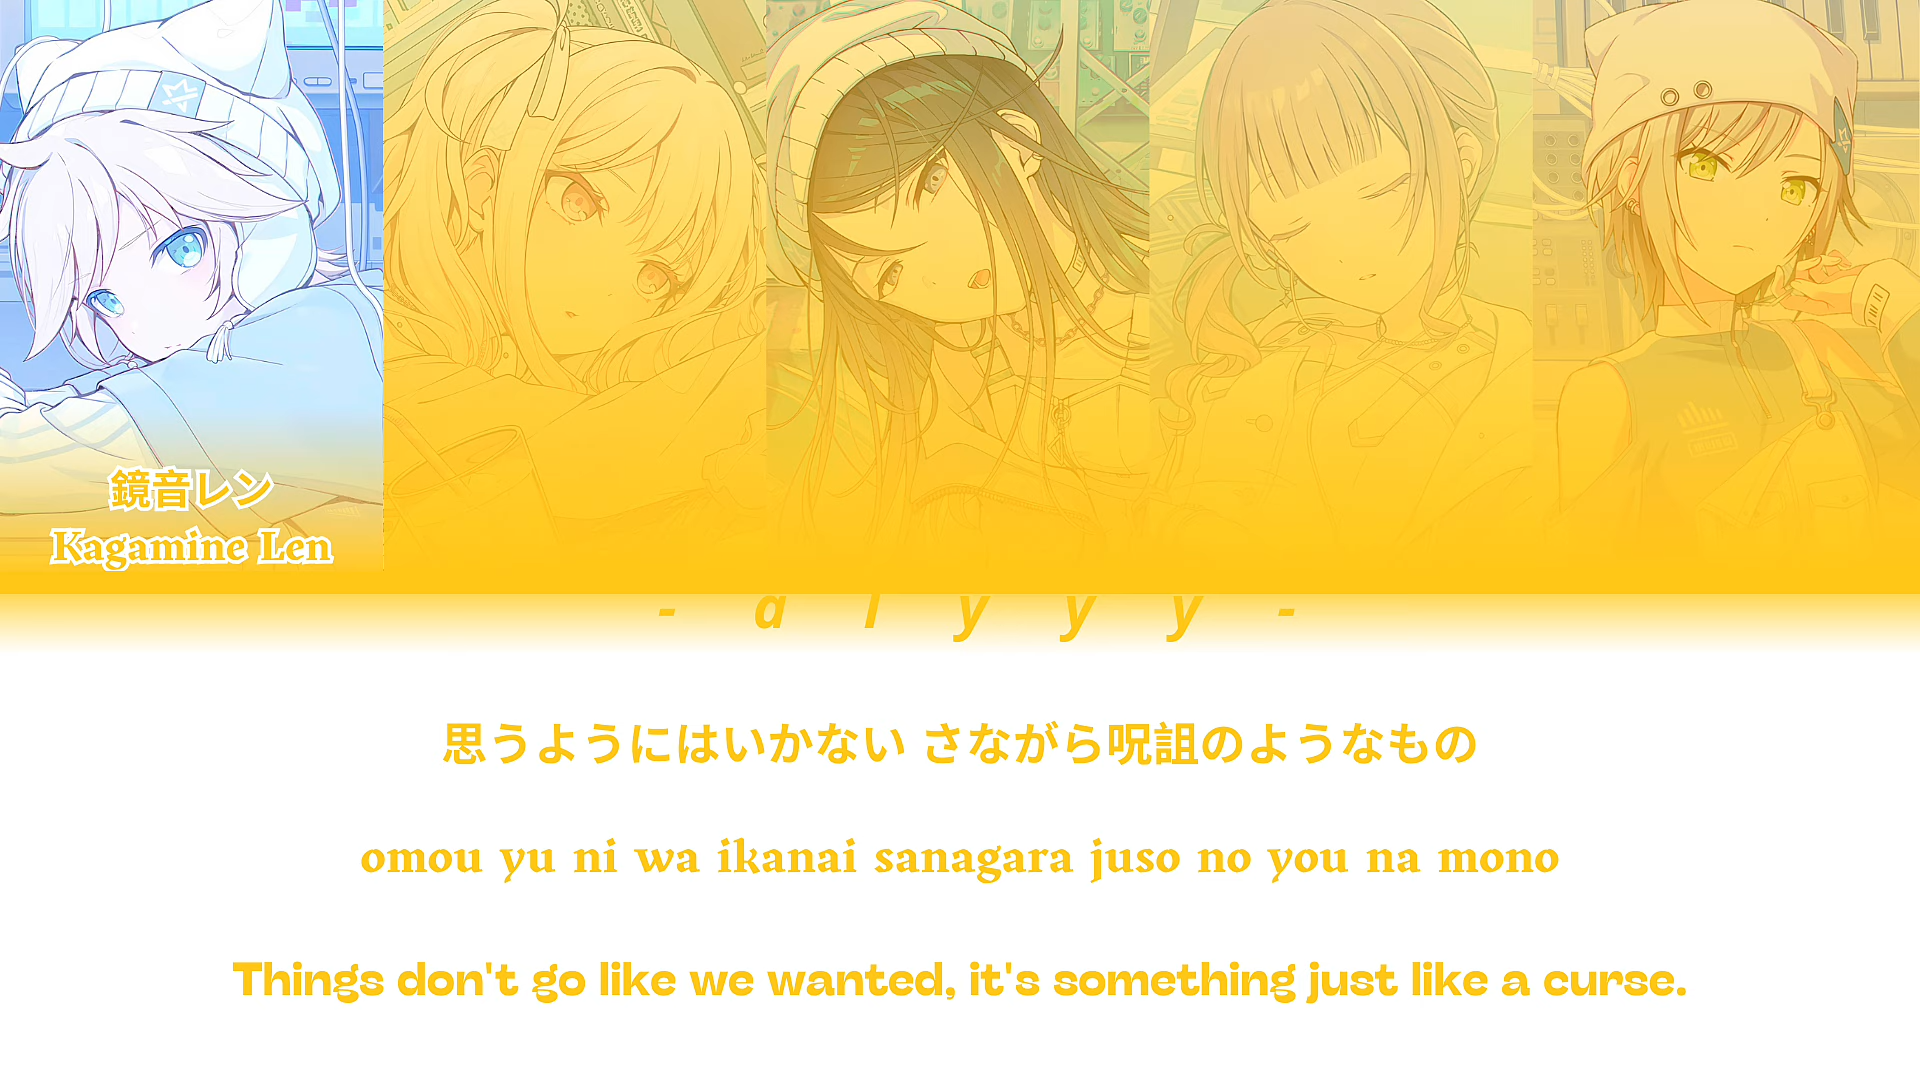 鏡音レン
Kagamine Len
- a l y y y -
思うようにはいかない さながら呪詛のようなもの
omou yu ni wa ikanai sanagara juso no you na mono
Things don't go like we wanted, it's something just like a curse.